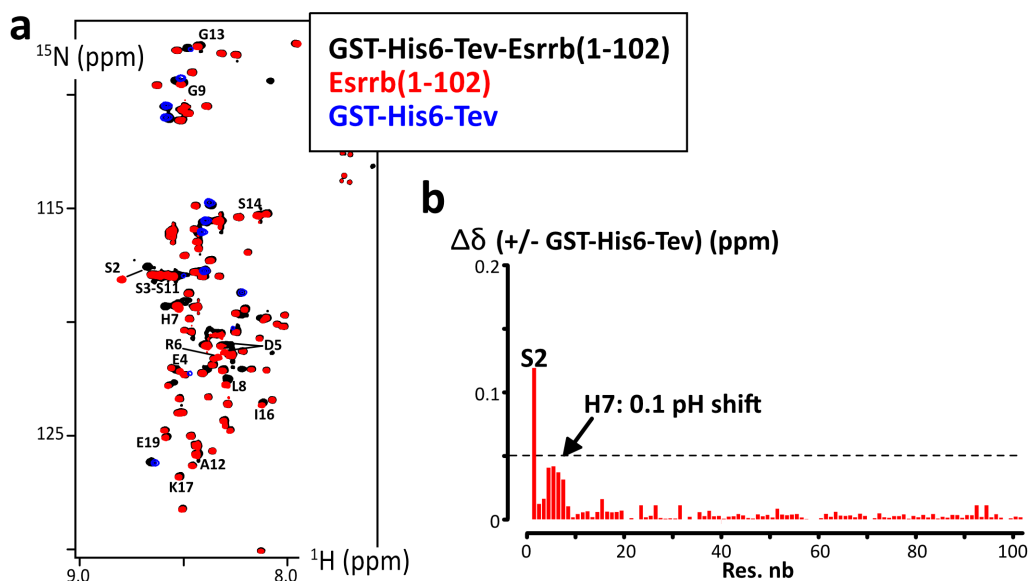 a
¹⁵N (ppm)
G13
G9
GST-His6-Tev-Esrrb(1-102)
Esrrb(1-102)
GST-His6-Tev
115
S14
S2
S3-S11
H7
R6
D5
E4
L8
I16
125
E19
A12
K17
¹H (ppm)
9.0
8.0
b
Δδ (+/- GST-His6-Tev) (ppm)
0.2
S2
H7: 0.1 pH shift
0.1
0
0
20
40
60
80
100
Res. nb